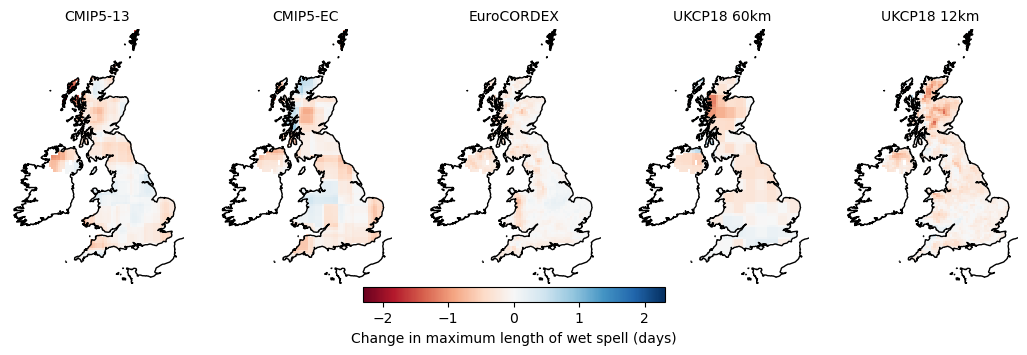 CMIP5-13 CMIP5-EC EuroCORDEX UKCP18 60km UKCP18 12km
−2 −1 0 1 2
Change in maximum length of wet spell (days)